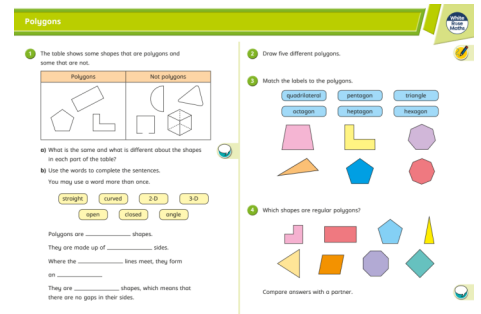 Polygons
White
Rose
Maths
1 The table shows some shapes that are polygons and
some that are not.
Polygons
Not polygons
a) What is the same and what is different about the shapes
in each part of the table?
b) Use the words to complete the sentences.
You may use a word more than once.
straight
curved
2-D
3-D
open
closed
angle
Polygons are ____________ shapes.
They are made up of ____________ sides.
Where the ____________ lines meet, they form
an ____________
They are ____________ shapes, which means that
there are no gaps in their sides.
2 Draw five different polygons.
3 Match the labels to the polygons.
quadrilateral
pentagon
triangle
octagon
heptagon
hexagon
4 Which shapes are regular polygons?
Compare answers with a partner.